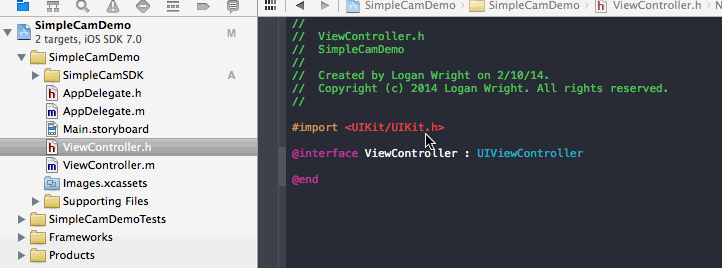 SimpleCamDemo
2 targets, iOS SDK 7.0
M
SimpleCamDemo
SimpleCamSDK
A
AppDelegate.h
AppDelegate.m
Main.storyboard
ViewController.h
ViewController.m
Images.xcassets
Supporting Files
SimpleCamDemoTests
Frameworks
Products
SimpleCamDemo
SimpleCamDemo
ViewController.h
//
// ViewController.h
// SimpleCamDemo
//
// Created by Logan Wright on 2/10/14.
// Copyright (c) 2014 Logan Wright. All rights reserved.
//
#import <UIKit/UIKit.h>
@interface ViewController : UIViewController
@end